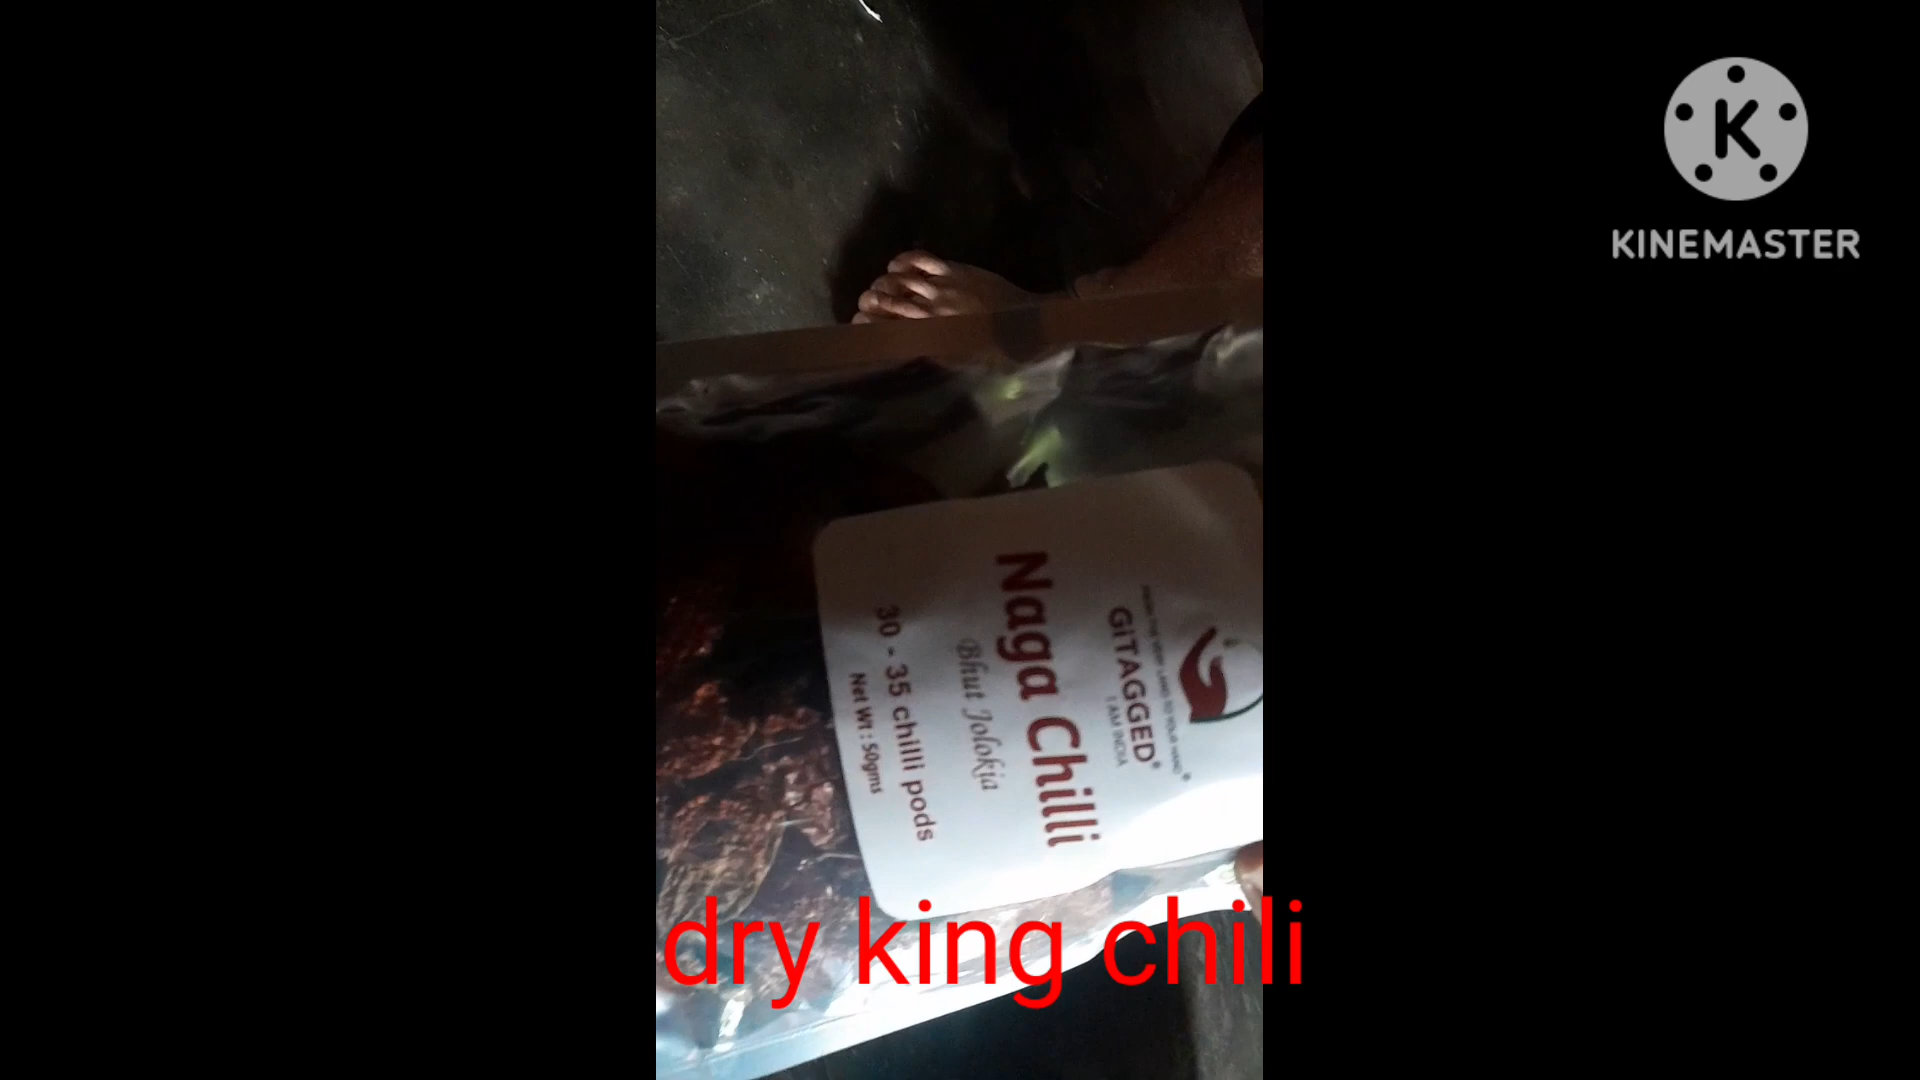 KINEMASTER
GiTAGGED®
I AM INDIA
Naga Chilli
Bhut Jolokia
30 - 35 chilli pods
Net Wt : 50gms
dry king chili